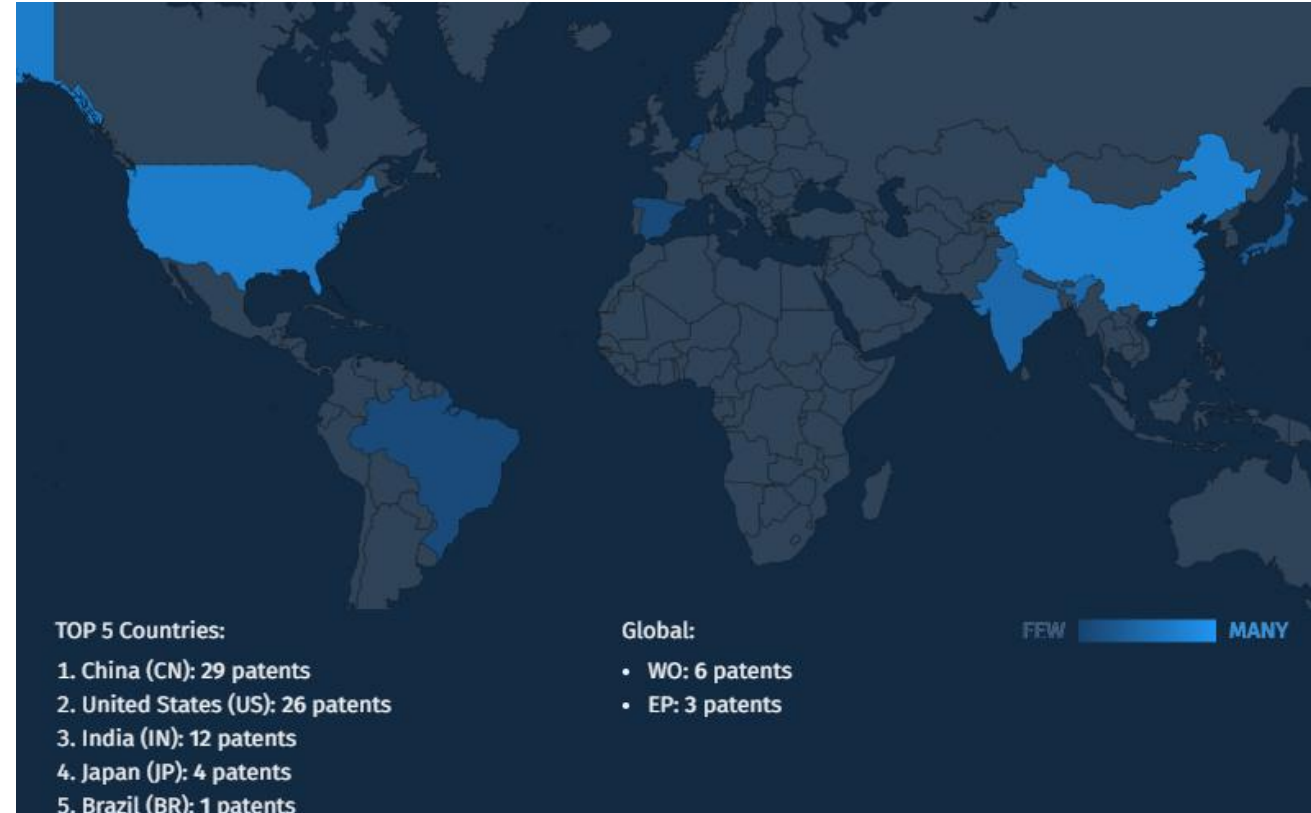 TOP 5 Countries:
1. China (CN): 29 patents
2. United States (US): 26 patents
3. India (IN): 12 patents
4. Japan (JP): 4 patents
5. Brazil (BR): 1 patents
Global:
• WO: 6 patents
• EP: 3 patents
FEW MANY